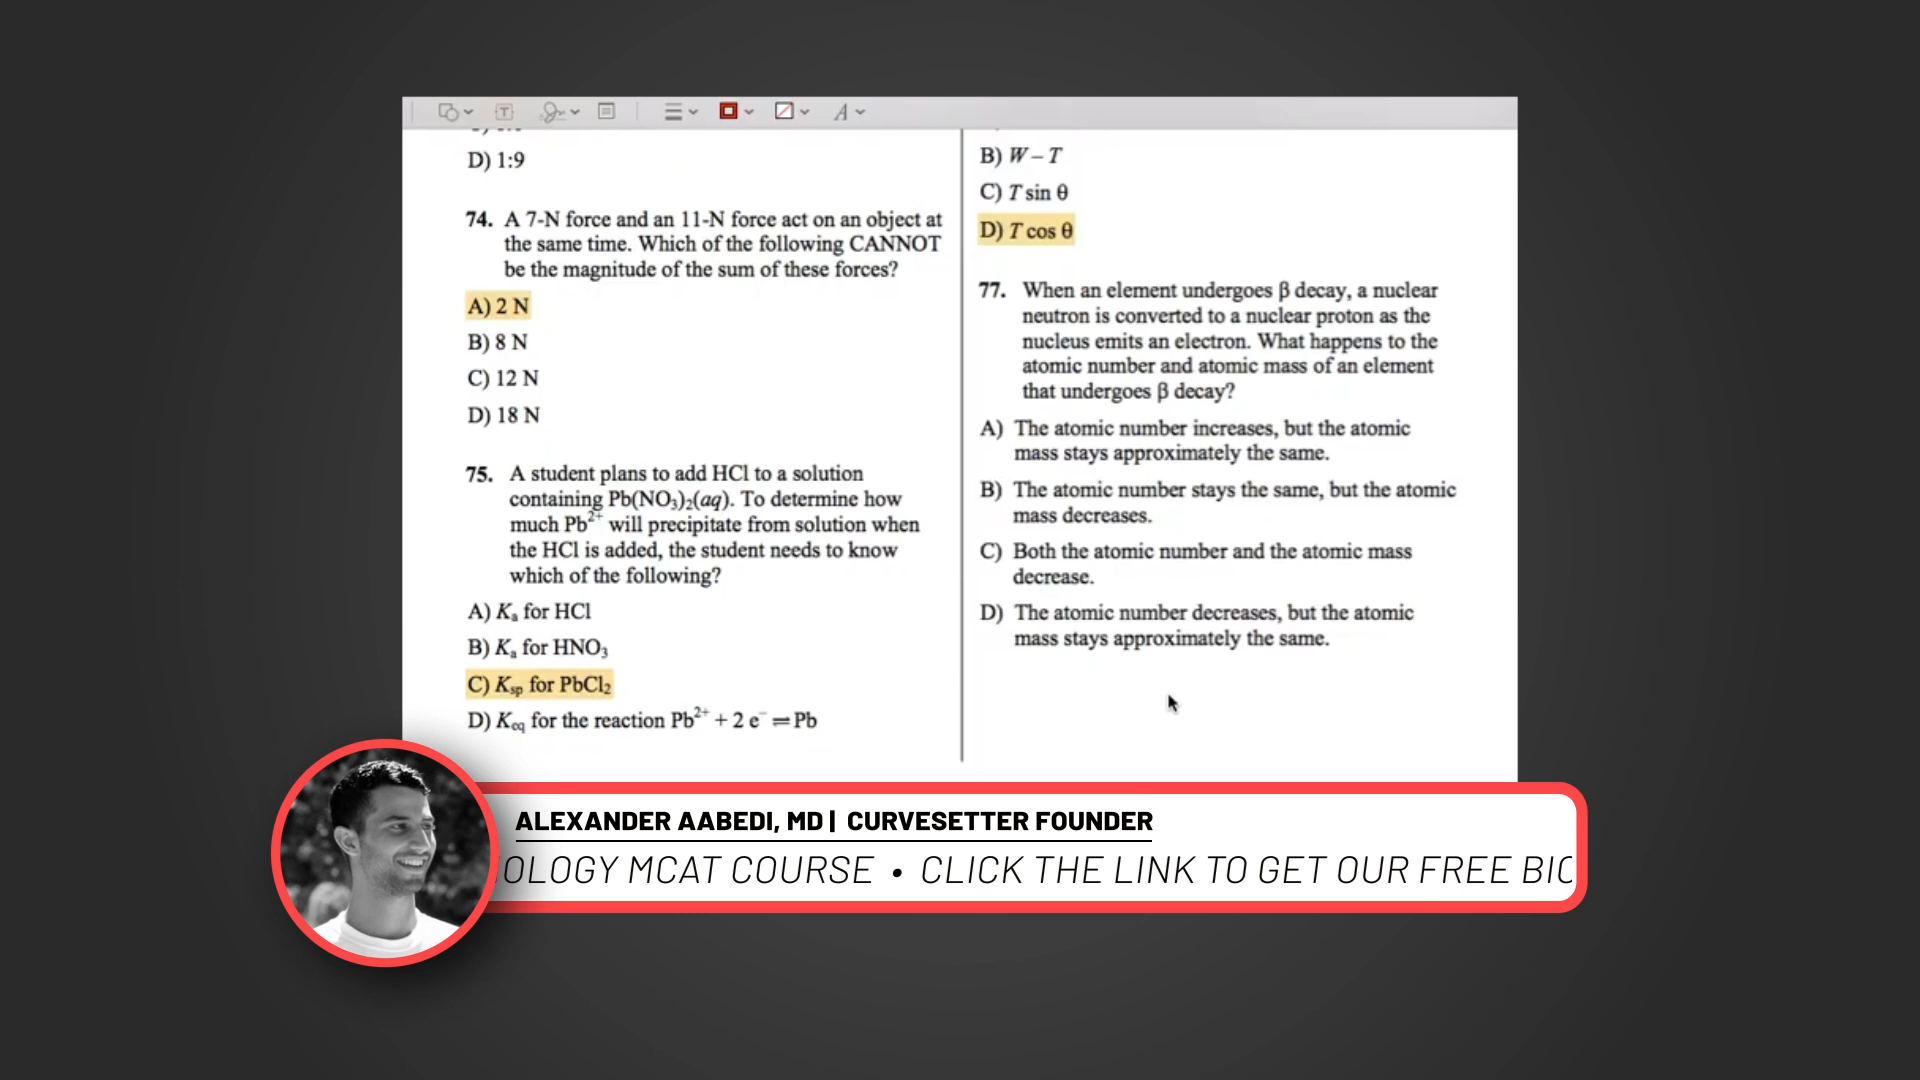 D) 1:9
74. A 7-N force and an 11-N force act on an object at
the same time. Which of the following CANNOT
be the magnitude of the sum of these forces?
A) 2 N
B) 8 N
C) 12 N
D) 18 N
75. A student plans to add HCl to a solution
containing Pb(NO₃)₂(aq). To determine how
much Pb²⁺ will precipitate from solution when
the HCl is added, the student needs to know
which of the following?
A) Kₐ for HCl
B) Kₐ for HNO₃
C) Ksp for PbCl₂
D) Keq for the reaction Pb²⁺ + 2 e⁻ ⇌ Pb
B) W – T
C) T sin θ
D) T cos θ
77. When an element undergoes β decay, a nuclear
neutron is converted to a nuclear proton as the
nucleus emits an electron. What happens to the
atomic number and atomic mass of an element
that undergoes β decay?
A) The atomic number increases, but the atomic
mass stays approximately the same.
B) The atomic number stays the same, but the atomic
mass decreases.
C) Both the atomic number and the atomic mass
decrease.
D) The atomic number decreases, but the atomic
mass stays approximately the same.
ALEXANDER AABEDI, MD | CURVESETTER FOUNDER
OLOGY MCAT COURSE • CLICK THE LINK TO GET OUR FREE BIO